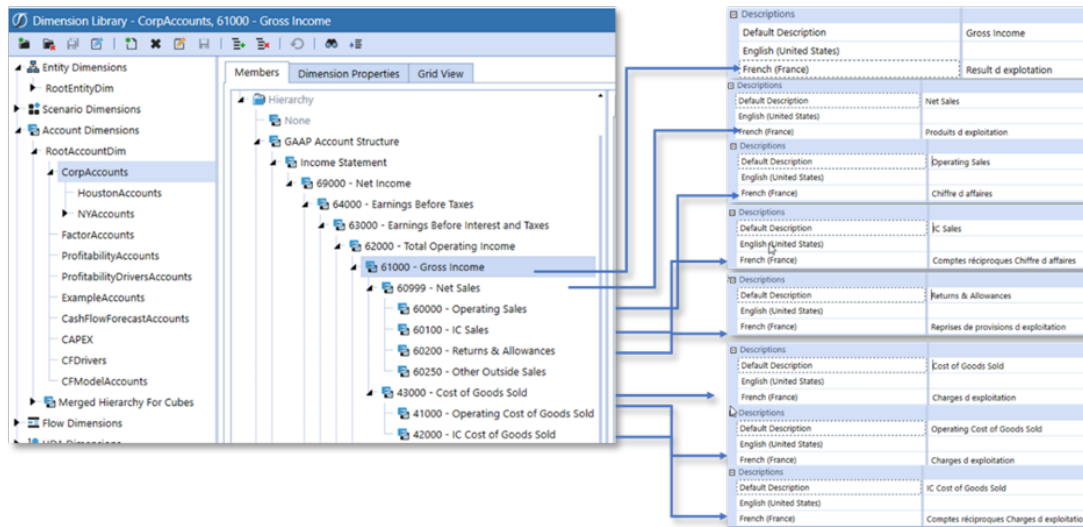 Dimension Library - CorpAccounts, 61000 - Gross Income
Entity Dimensions
RootEntityDim
Scenario Dimensions
Account Dimensions
RootAccountDim
CorpAccounts
HoustonAccounts
NYAccounts
FactorAccounts
ProfitabilityAccounts
ProfitabilityDriversAccounts
ExampleAccounts
CashFlowForecastAccounts
CAPEX
CFDrivers
CFModelAccounts
Merged Hierarchy For Cubes
Flow Dimensions
Members Dimension Properties Grid View
Hierarchy
None
GAAP Account Structure
Income Statement
69000 - Net Income
64000 - Earnings Before Taxes
63000 - Earnings Before Interest and Taxes
62000 - Total Operating Income
61000 - Gross Income
60999 - Net Sales
60000 - Operating Sales
60100 - IC Sales
60200 - Returns & Allowances
60250 - Other Outside Sales
43000 - Cost of Goods Sold
41000 - Operating Cost of Goods Sold
42000 - IC Cost of Goods Sold
Descriptions
Default Description Gross Income
English (United States)
French (France) Result d explotation
Descriptions
Default Description Net Sales
English (United States)
French (France) Produits d exploitation
Descriptions
Default Description Operating Sales
English (United States)
French (France) Chiffre d affaires
Descriptions
Default Description IC Sales
English (United States)
French (France) Comptes réciproques Chiffre d affaires
Descriptions
Default Description Returns & Allowances
English (United States)
French (France) Reprises de provisions d exploitation
Descriptions
Default Description Cost of Goods Sold
English (United States)
French (France) Charges d exploitation
Descriptions
Default Description Operating Cost of Goods Sold
English (United States)
French (France) Charges d exploitation
Descriptions
Default Description IC Cost of Goods Sold
English (United States)
French (France) Comptes réciproques Charges d exploitatio